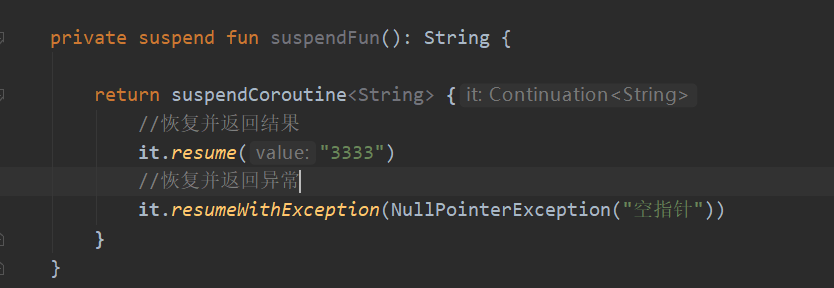 private suspend fun suspendFun(): String {
return suspendCoroutine<String> { it: Continuation<String>
//恢复并返回结果
it.resume( value: "3333")
//恢复并返回异常
it.resumeWithException(NullPointerException("空指针"))
}
}